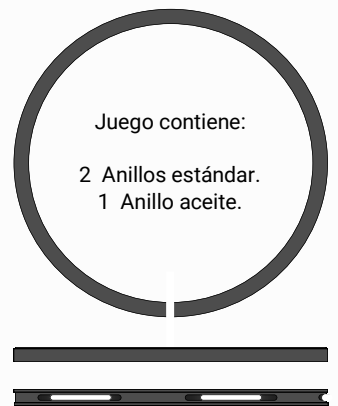 Juego contiene:
2 Anillos estándar.
1 Anillo aceite.